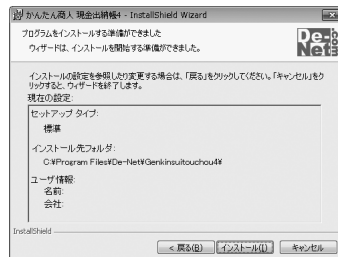 かんたん商人 現金出納帳4 - InstallShield Wizard
プログラムをインストールする準備ができました
ウィザードは、インストールを開始する準備ができました。
De-Net.com
インストールの設定を参照したり変更する場合は、「戻る」をクリックしてください。「キャンセル」をク
リックすると、ウィザードを終了します。
現在の設定:
セットアップ タイプ:
標準
インストール先フォルダ:
C:¥Program Files¥De-Net¥Genkinsuitouchou4¥
ユーザ情報:
名前:
会社:
InstallShield
< 戻る(B)
インストール(I)
キャンセル